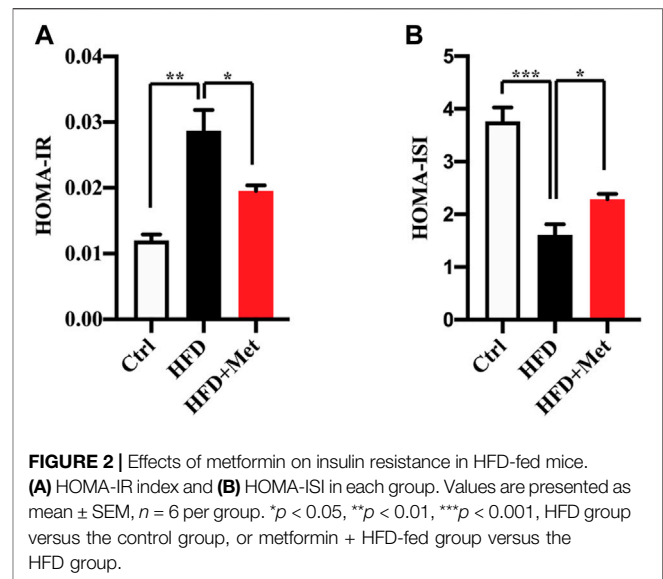 A
B
0.04
0.03
0.02
0.01
0.00
HOMA-IR
**
*
Ctrl
HFD
HFD+Met
5
4
3
2
1
0
HOMA-ISI
***
*
Ctrl
HFD
HFD+Met
FIGURE 2 | Effects of metformin on insulin resistance in HFD-fed mice.
(A) HOMA-IR index and (B) HOMA-ISI in each group. Values are presented as
mean ± SEM, n = 6 per group. *p < 0.05, **p < 0.01, ***p < 0.001, HFD group
versus the control group, or metformin + HFD-fed group versus the
HFD group.